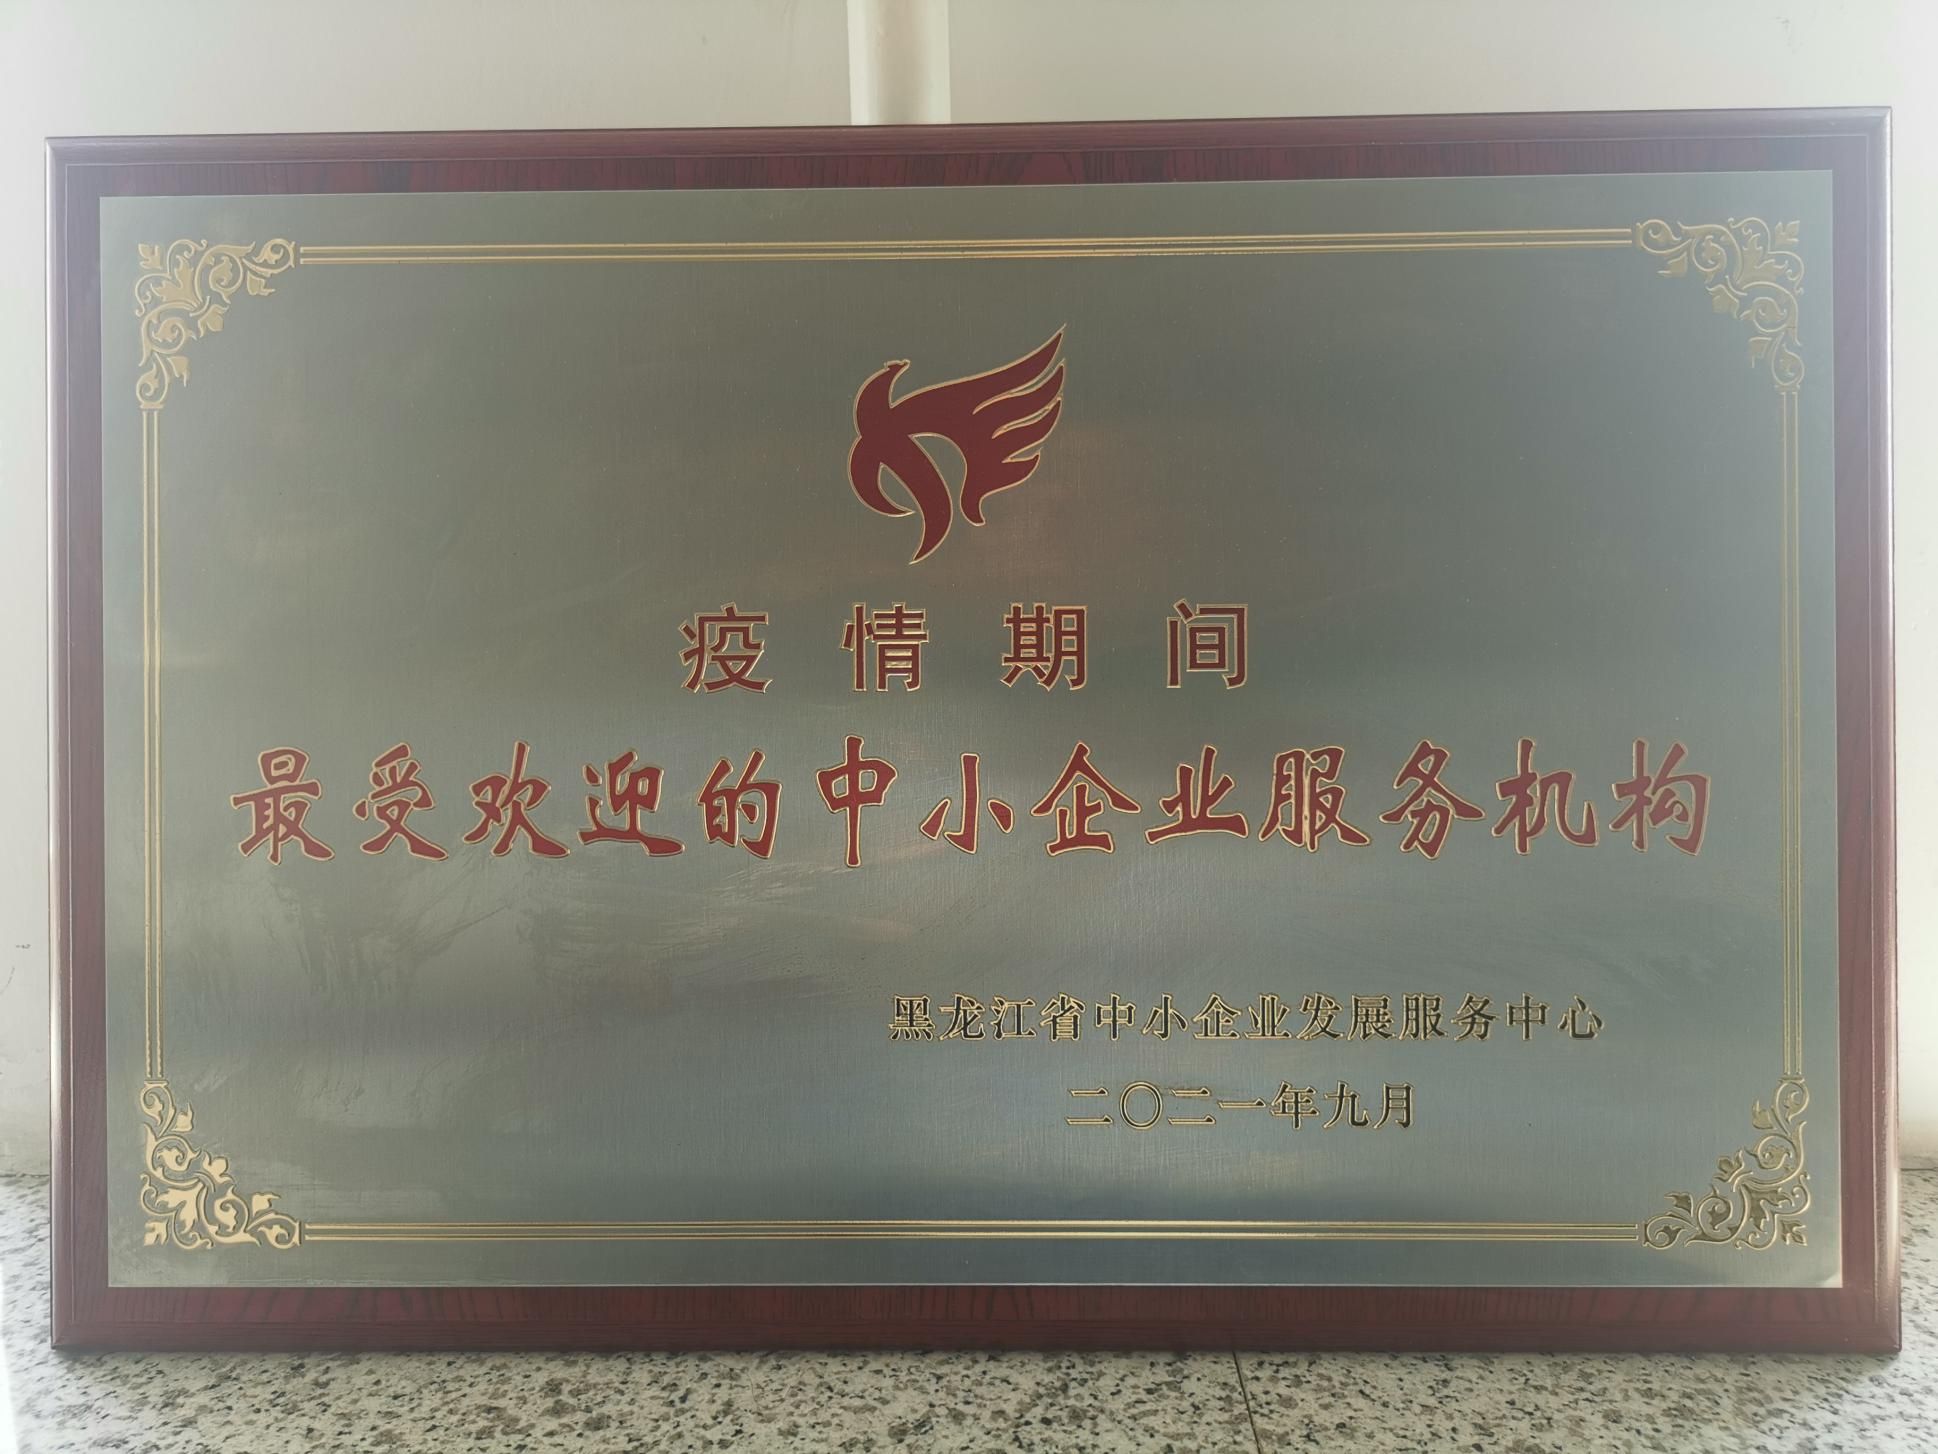 疫情期间
最受欢迎的中小企业服务机构
黑龙江省中小企业发展服务中心
二〇二一年九月